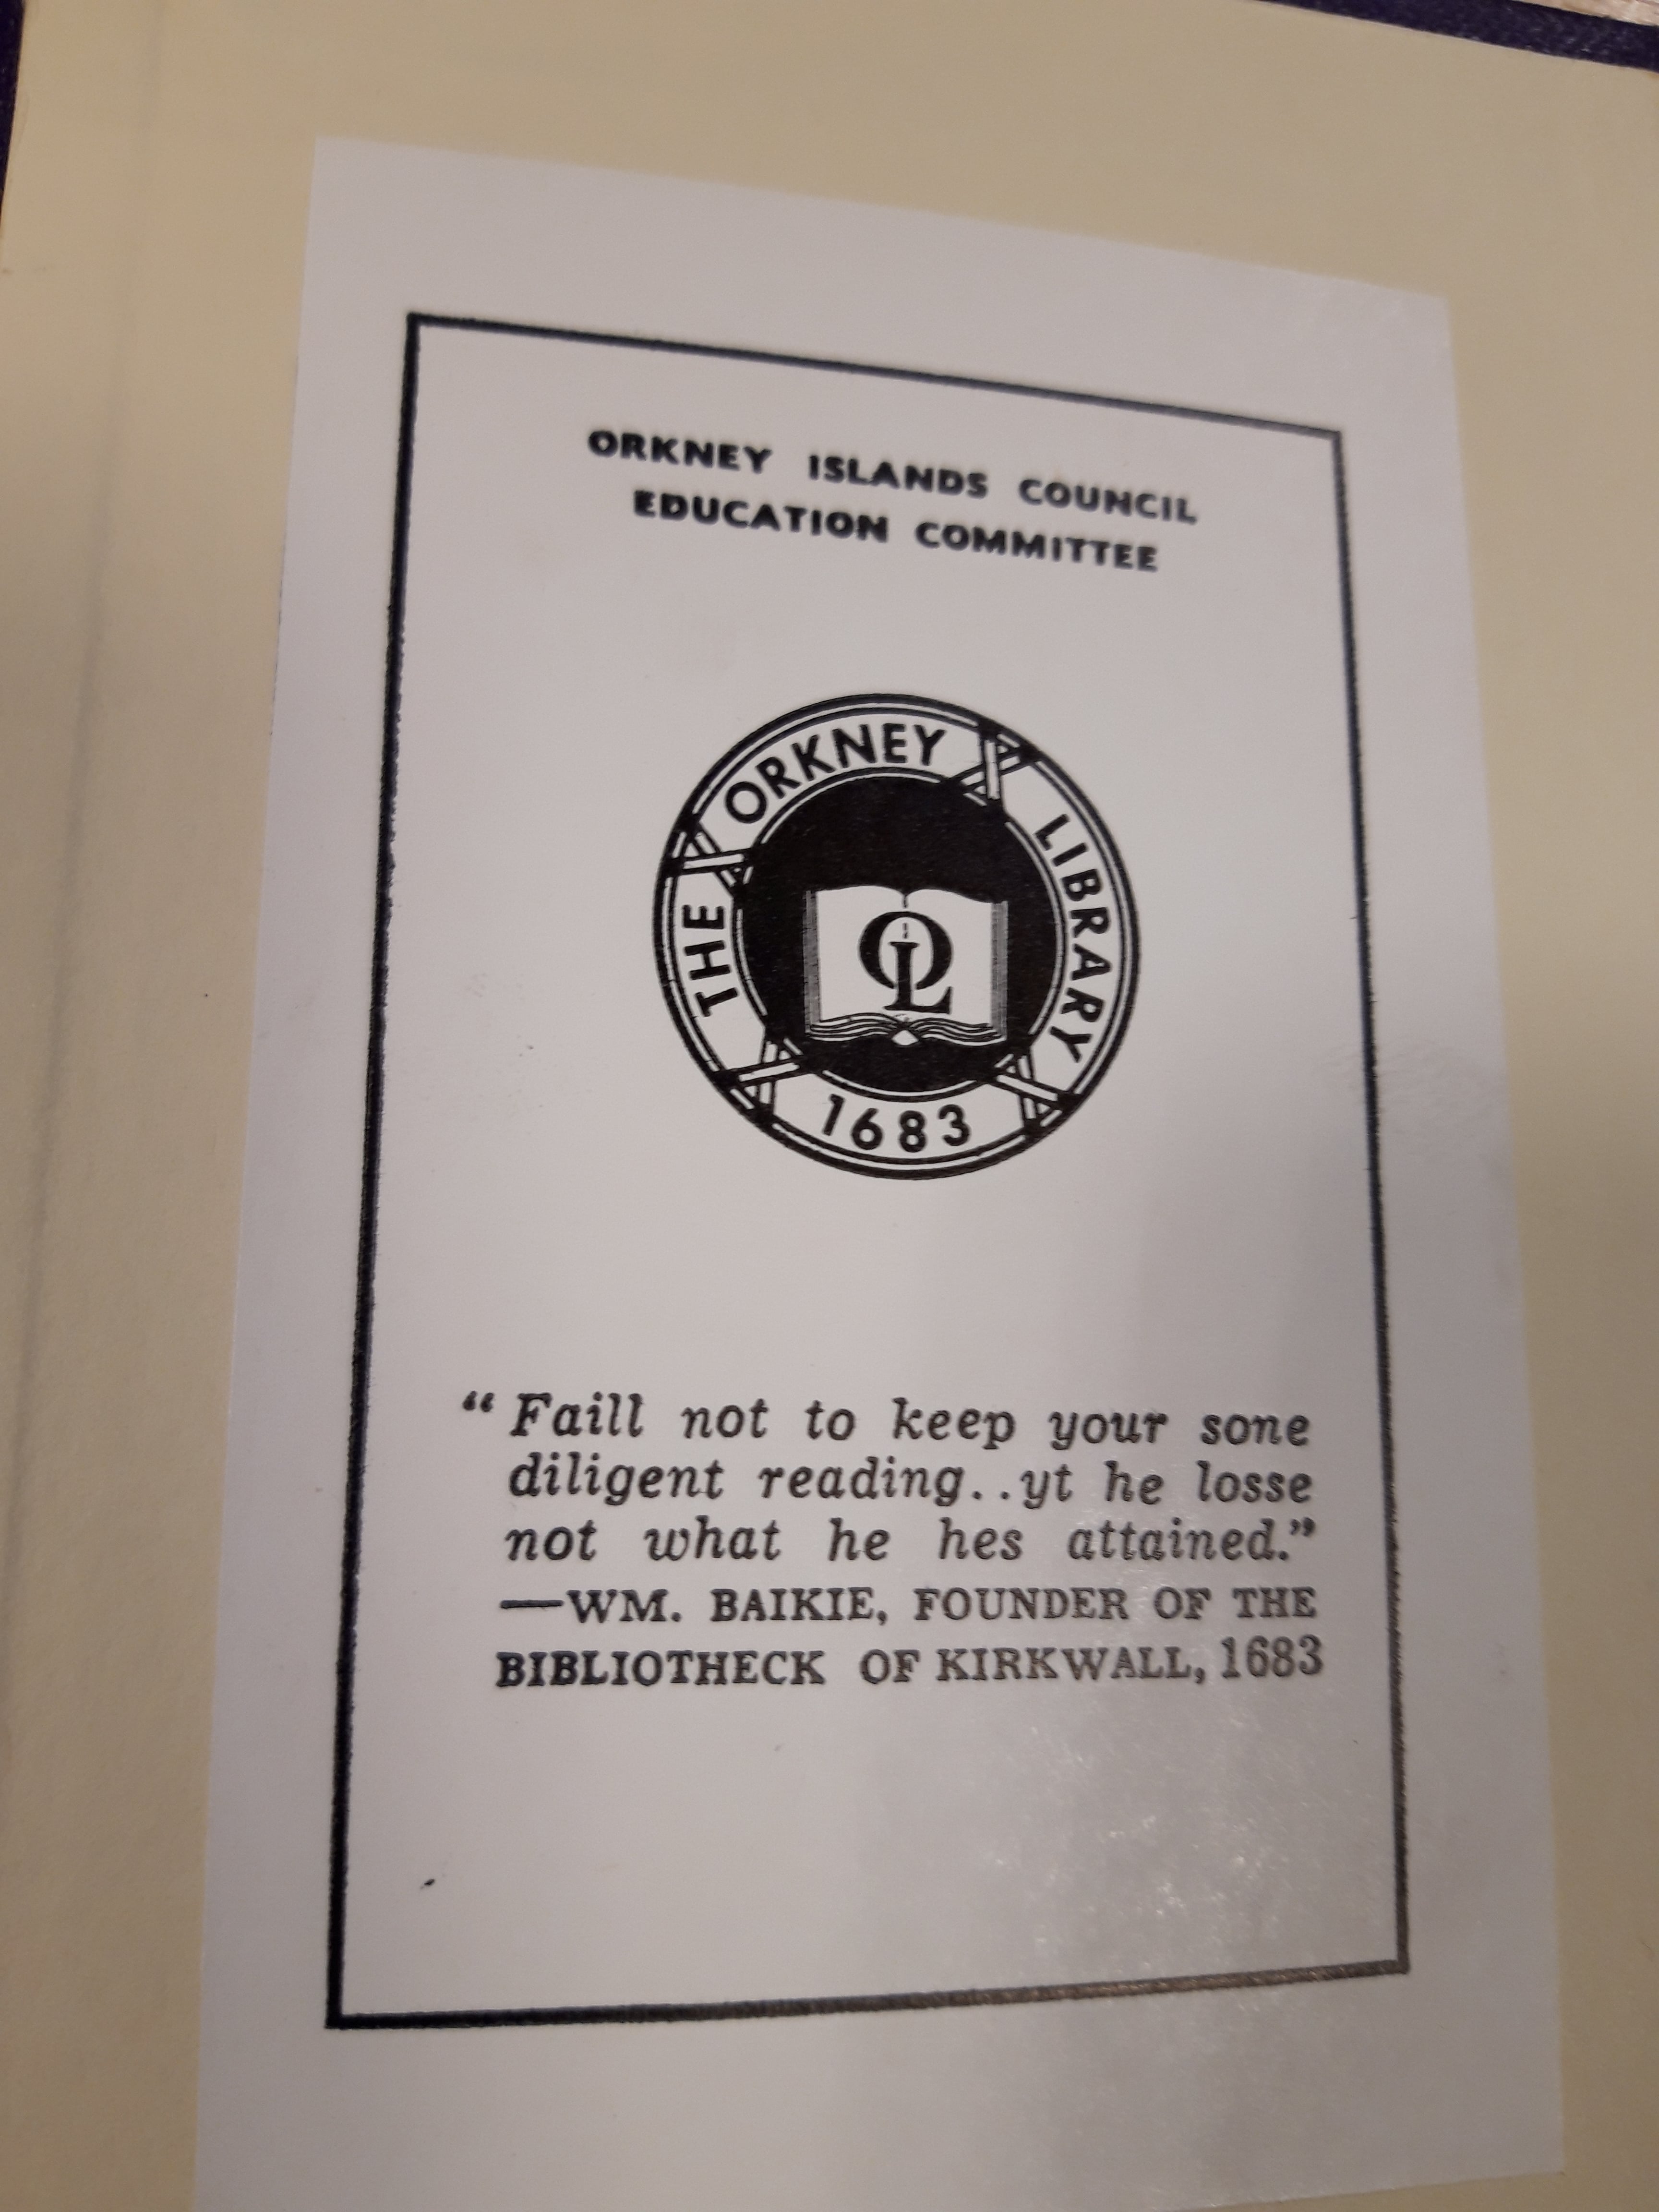 ORKNEY ISLANDS COUNCIL
EDUCATION COMMITTEE
THE ORKNEY LIBRARY
OL
1683
“Faill not to keep your sone
diligent reading..yt he losse
not what he hes attained.”
—WM. BAIKIE, FOUNDER OF THE
BIBLIOTHECK OF KIRKWALL, 1683